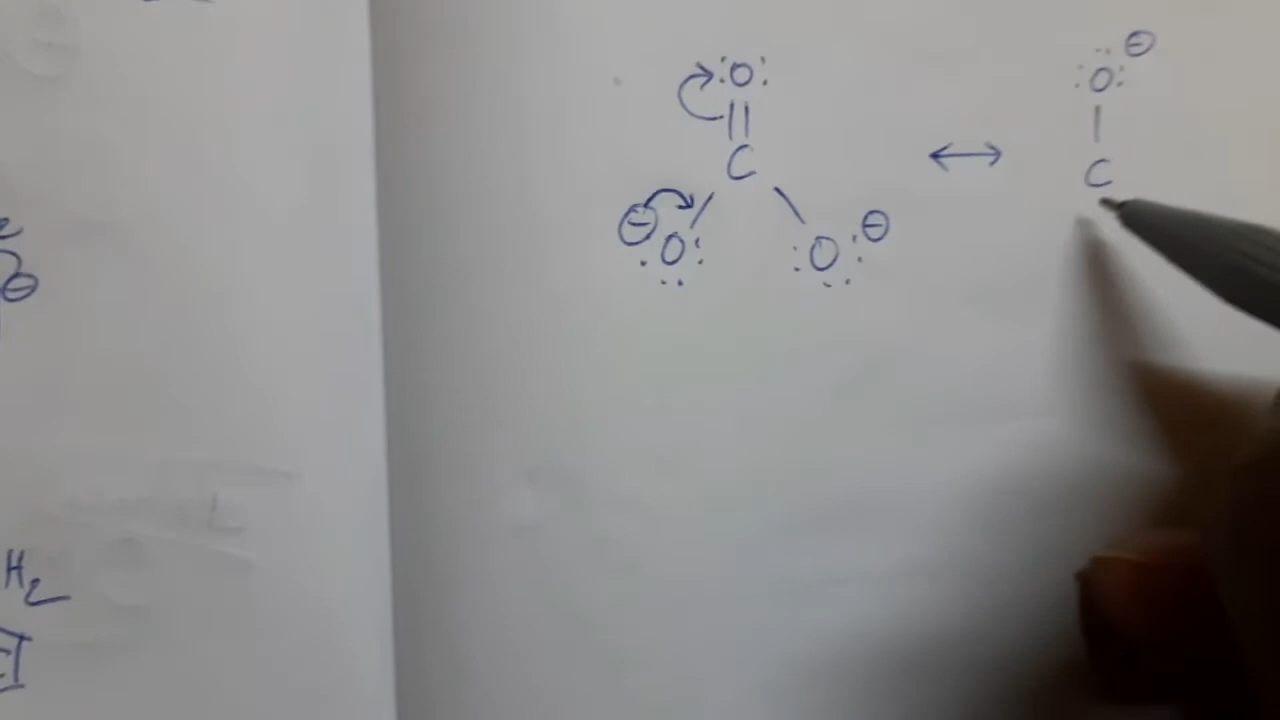 :O: :O: ⊖
|| |
C ↔ C
⊖ O: :O: ⊖
⊖
H2